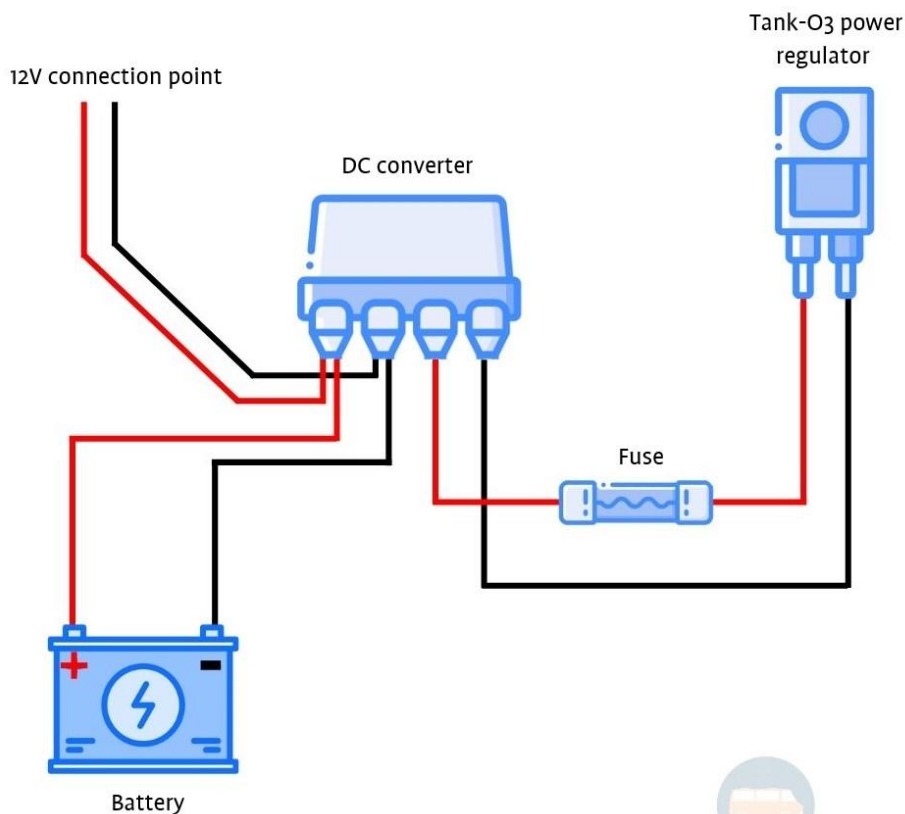 Tank-O3 power
regulator
12V connection point
DC converter
Fuse
Battery